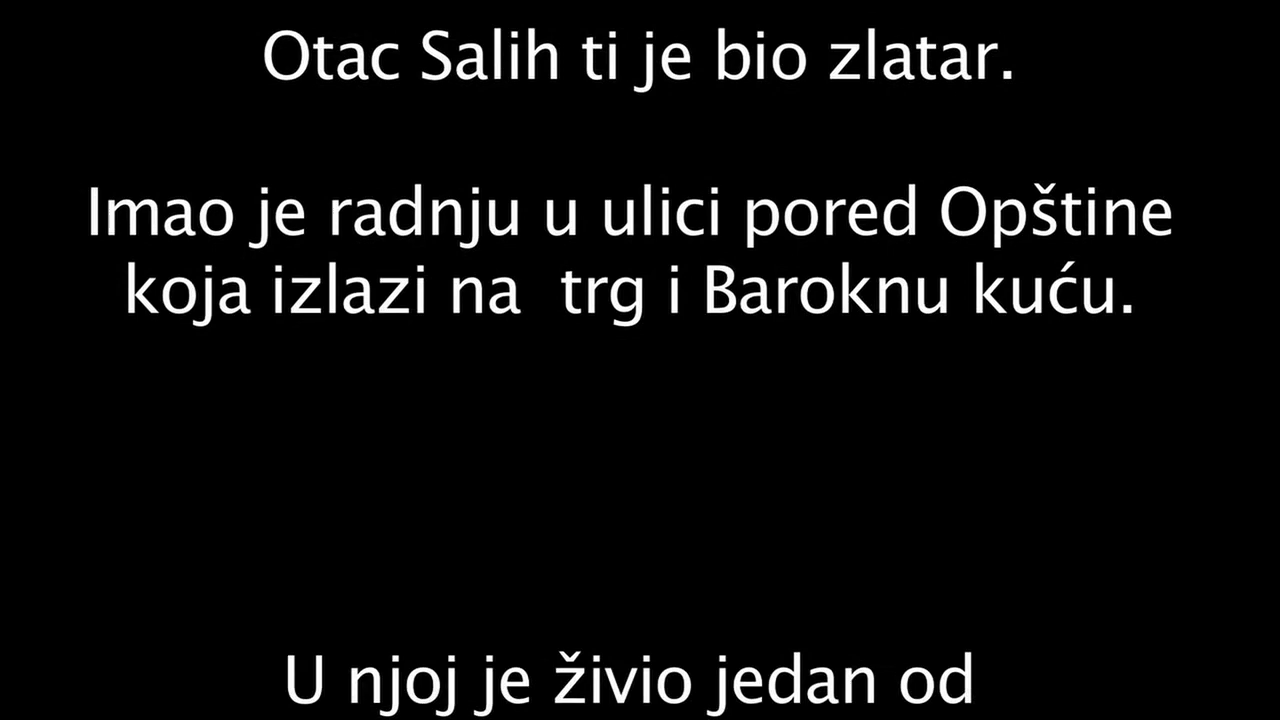 Otac Salih ti je bio zlatar.
Imao je radnju u ulici pored Opštine
koja izlazi na  trg i Baroknu kuću.
U njoj je živio jedan od